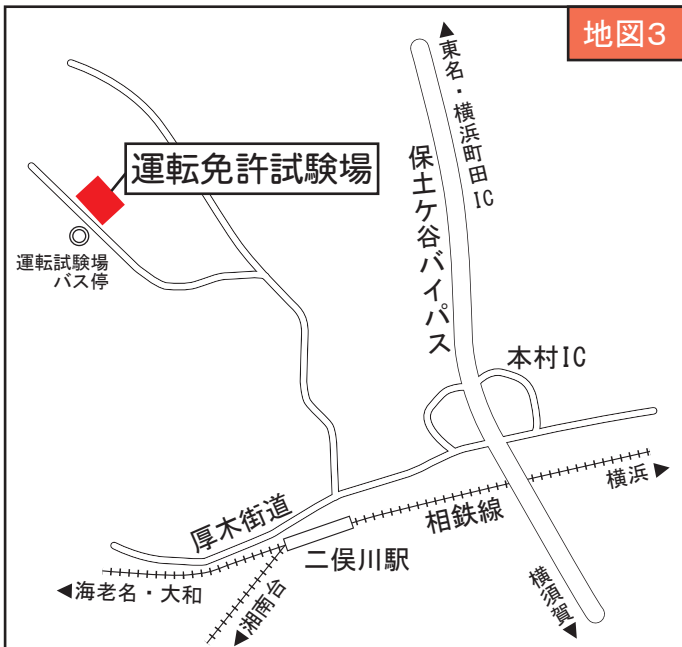 地図3
東名・横浜町田IC
保土ケ谷バイパス
運転免許試験場
運転試験場
バス停
本村IC
横浜
相鉄線
厚木街道
二俣川駅
海老名・大和
湘南台
横須賀